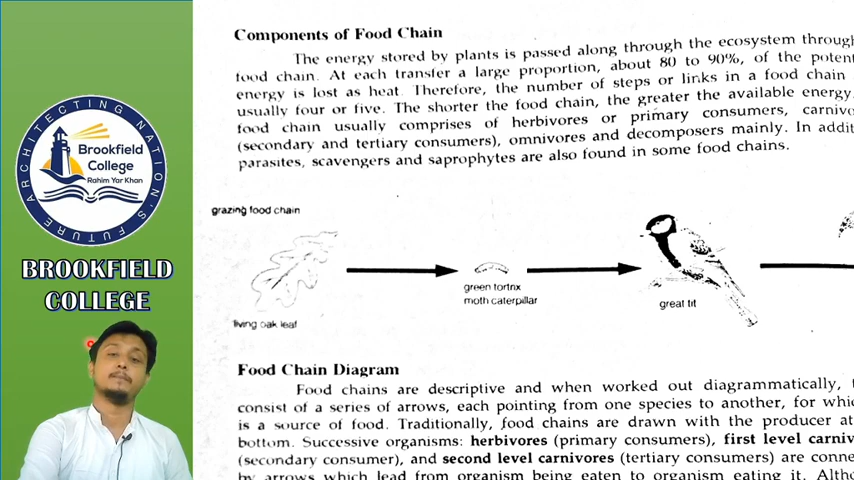 ARCHITECTING NATION'S FUTURE
Brookfield
College
Rahim Yar Khan
BROOKFIELD
COLLEGE
Components of Food Chain
The energy stored by plants is passed along through the ecosystem through
food chain. At each transfer a large proportion, about 80 to 90%, of the potent
energy is lost as heat. Therefore, the number of steps or links in a food chain
usually four or five. The shorter the food chain, the greater the available energy.
food chain usually comprises of herbivores or primary consumers, carnivo
(secondary and tertiary consumers), omnivores and decomposers mainly. In addit
parasites, scavengers and saprophytes are also found in some food chains.
grazing food chain
living oak leaf
green tortrix
moth caterpillar
great tit
Food Chain Diagram
Food chains are descriptive and when worked out diagrammatically,
consist of a series of arrows, each pointing from one species to another, for whic
is a source of food. Traditionally, food chains are drawn with the producer at
bottom. Successive organisms: herbivores (primary consumers), first level carniv
(secondary consumer), and second level carnivores (tertiary consumers) are conne
by arrows which lead from organism being eaten to organism eating it. Altho